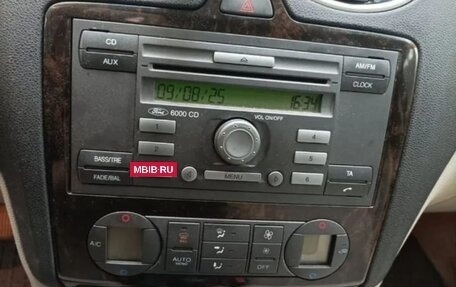 CD
AUX
AM/FM
CLOCK
09/08/25 16:34
Ford 6000 CD
VOL ON/OFF
1
4
2
5
BASS/TRE
TA
FADE/BAL
MENU
6
MBIB.RU
A/C
AUTO
MONO
OFF